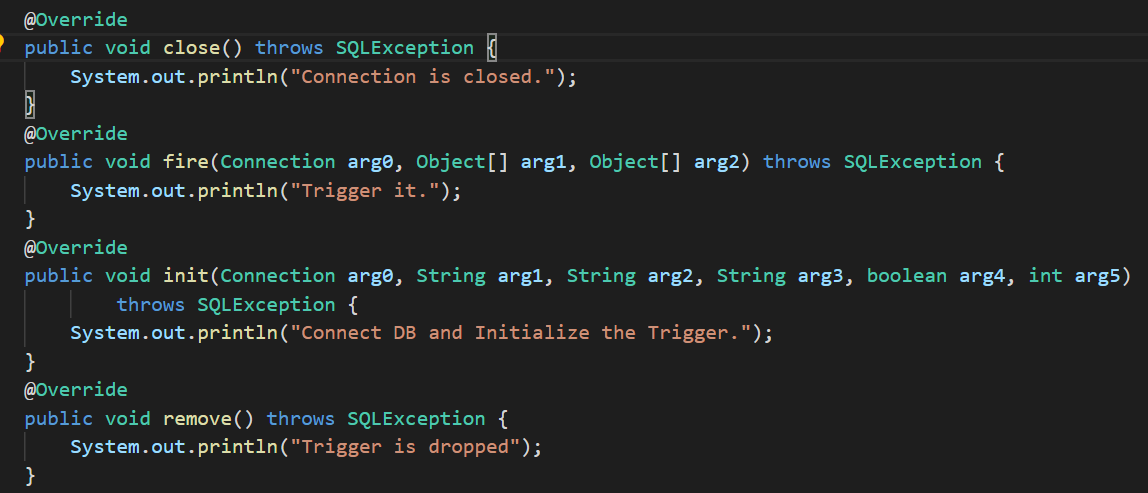 @Override
public void close() throws SQLException {
    System.out.println("Connection is closed.");
}
@Override
public void fire(Connection arg0, Object[] arg1, Object[] arg2) throws SQLException {
    System.out.println("Trigger it.");
}
@Override
public void init(Connection arg0, String arg1, String arg2, String arg3, boolean arg4, int arg5)
        throws SQLException {
    System.out.println("Connect DB and Initialize the Trigger.");
}
@Override
public void remove() throws SQLException {
    System.out.println("Trigger is dropped");
}